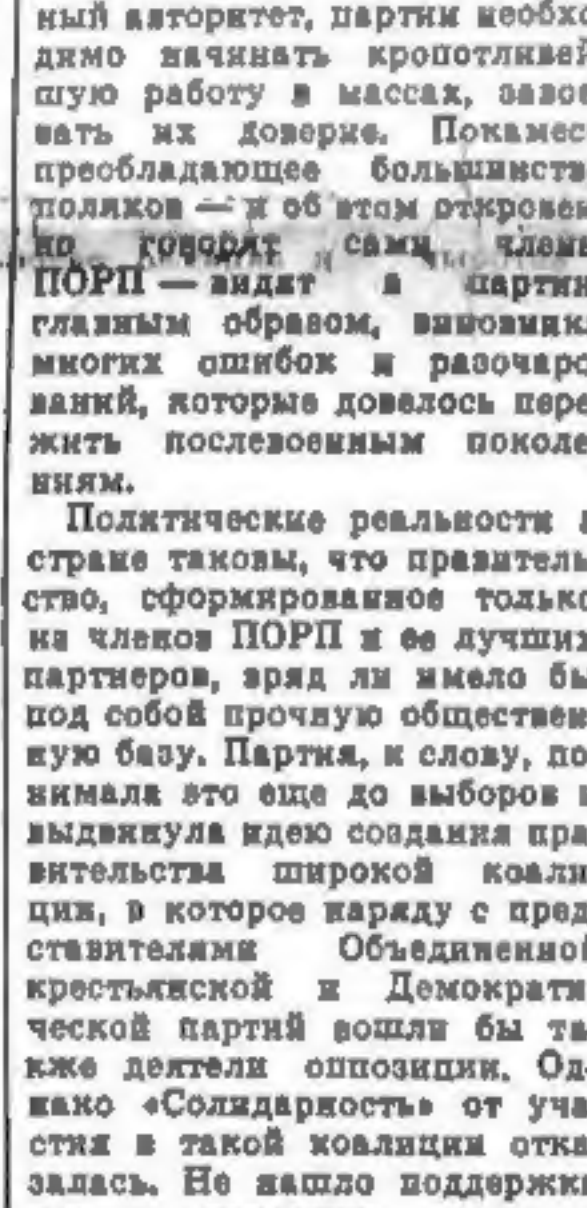 ный авторитет, партии необхо
димо начинать кропотливей
шую работу в массах, завое
вать их доверие. Покамес
преобладающее большинств
поляков — и об этом откровен
но говорят сами члены
ПОРП — видят в партии
главным образом, виновника
многих ошибок и разочаро
ваний, которые довелось пере
жить послевоенным поколе
ниям.
Политические реальности в
стране таковы, что правитель
ство, сформированное только
из членов ПОРП и ее лучших
партнеров, вряд ли имело бы
под собой прочную обществен
ную базу. Партия, к слову, по
нимала это еще до выборов и
выдвинула идею создания пра
вительства широкой коали
ции, в которое наряду с пред
ставителями Объединенной
крестьянской и Демократи
ческой партий вошли бы та
кже деятели оппозиции. Од-
нако «Солидарность» от уча
стия в такой коалиции отка
залась. Не нашло поддержки